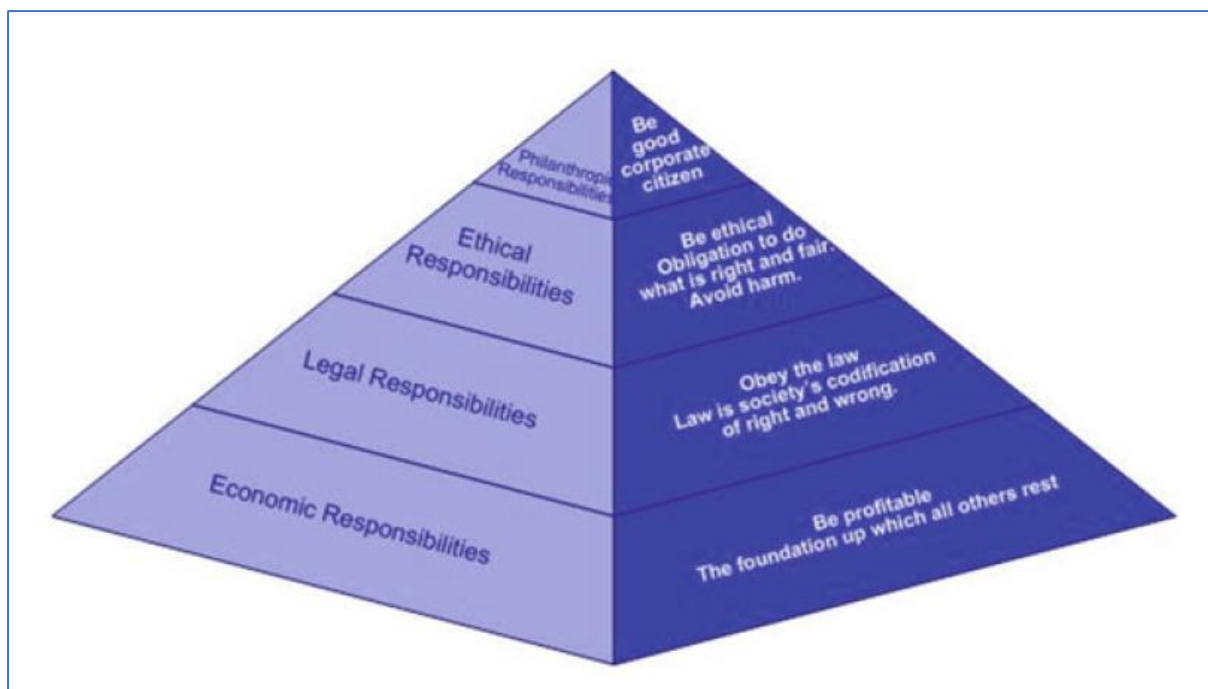 Philanthropic
Responsibilities
Be
good
corporate
citizen
Ethical
Responsibilities
Be ethical
Obligation to do
what is right and fair.
Avoid harm.
Legal Responsibilities
Obey the law
Law is society's codification
of right and wrong.
Economic Responsibilities
Be profitable
The foundation up which all others rest